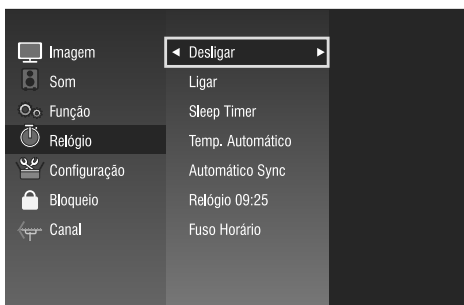 Imagem
Som
Função
Relógio
Configuração
Bloqueio
Canal
Desligar
Ligar
Sleep Timer
Temp. Automático
Automático Sync
Relógio 09:25
Fuso Horário